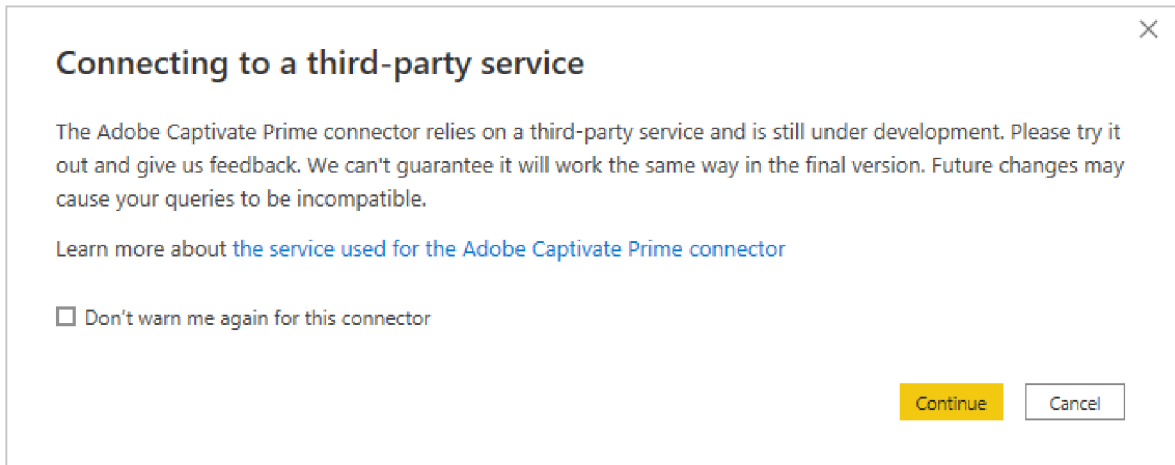 Connecting to a third-party service
The Adobe Captivate Prime connector relies on a third-party service and is still under development. Please try it
out and give us feedback. We can't guarantee it will work the same way in the final version. Future changes may
cause your queries to be incompatible.
Learn more about the service used for the Adobe Captivate Prime connector
Don't warn me again for this connector
Continue Cancel